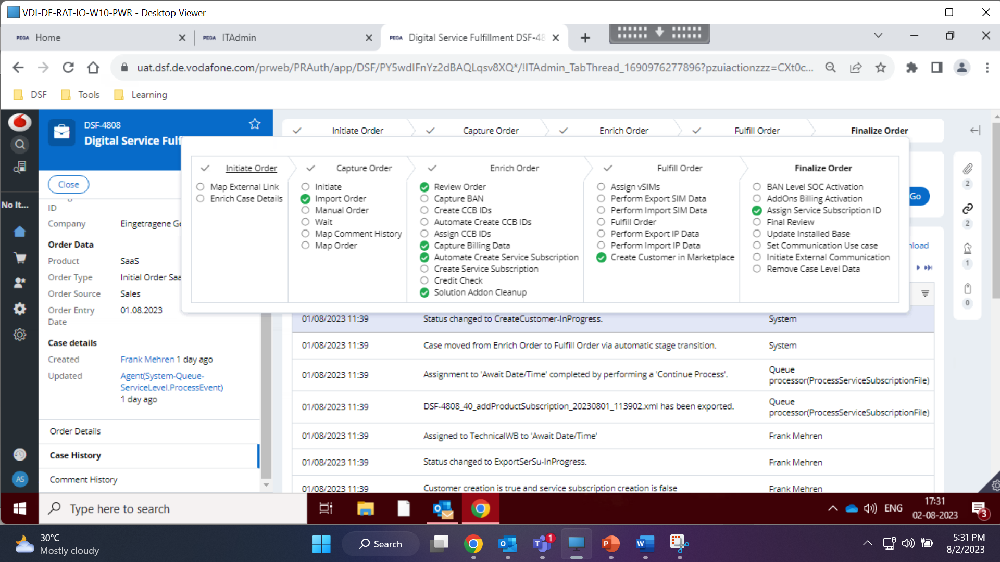 VDI-DE-RAT-IO-W10-PWR - Desktop Viewer
PEGA Home
PEGA ITAdmin
PEGA Digital Service Fulfillment DSF-48
uat.dsf.de.vodafone.com/prweb/PRAuth/app/DSF/PY5wdIFnYz2dBAQLqsv8XQ*/!ITAdmin_TabThread_1690976277896?pzuiactionzzz=CXt0c...
DSF
Tools
Learning
DSF-4808
Digital Service Fulf
Initiate Order
Capture Order
Enrich Order
Fulfill Order
Finalize Order
Close
No It...
ID
Company Eingetragene Ge
Order Data
Product SaaS
Order Type Initial Order Saa
Order Source Sales
Order Entry Date 01.08.2023
Case details
Created Frank Mehren 1 day ago
Updated Agent(System-Queue-
ServiceLevel.ProcessEvent)
1 day ago
Order Details
Case History
Comment History
AS
Initiate Order
Map External Link
Enrich Case Details
Capture Order
Initiate
Import Order
Manual Order
Wait
Map Comment History
Map Order
Enrich Order
Review Order
Capture BAN
Create CCB IDs
Automate Create CCB IDs
Assign CCB IDs
Capture Billing Data
Automate Create Service Subscription
Create Service Subscription
Credit Check
Solution Addon Cleanup
Fulfill Order
Assign vSIMs
Perform Export SIM Data
Perform Import SIM Data
Fulfill Order
Perform Export IP Data
Perform Import IP Data
Create Customer in Marketplace
Finalize Order
BAN Level SOC Activation
AddOns Billing Activation
Assign Service Subscription ID
Final Review
Update Installed Base
Set Communication Use case
Initiate External Communication
Remove Case Level Data
Go
nload
2
2
1
0
01/08/2023 11:39 Status changed to CreateCustomer-InProgress. System
01/08/2023 11:39 Case moved from Enrich Order to Fulfill Order via automatic stage transition. System
01/08/2023 11:39 Assignment to 'Await Date/Time' completed by performing a 'Continue Process'. Queue
processor(ProcessServiceSubscriptionFile)
01/08/2023 11:39 DSF-4808_40_addProductSubscription_20230801_113902.xml has been exported. Queue
processor(ProcessServiceSubscriptionFile)
01/08/2023 11:39 Assigned to TechnicalWB to 'Await Date/Time' Frank Mehren
01/08/2023 11:39 Status changed to ExportSerSu-InProgress. Frank Mehren
01/08/2023 11:39 Customer creation is true and service subscription creation is false Frank Mehren
Type here to search
ENG
17:31
02-08-2023
3
30°C
Mostly cloudy
Search
1
5:31 PM
8/2/2023